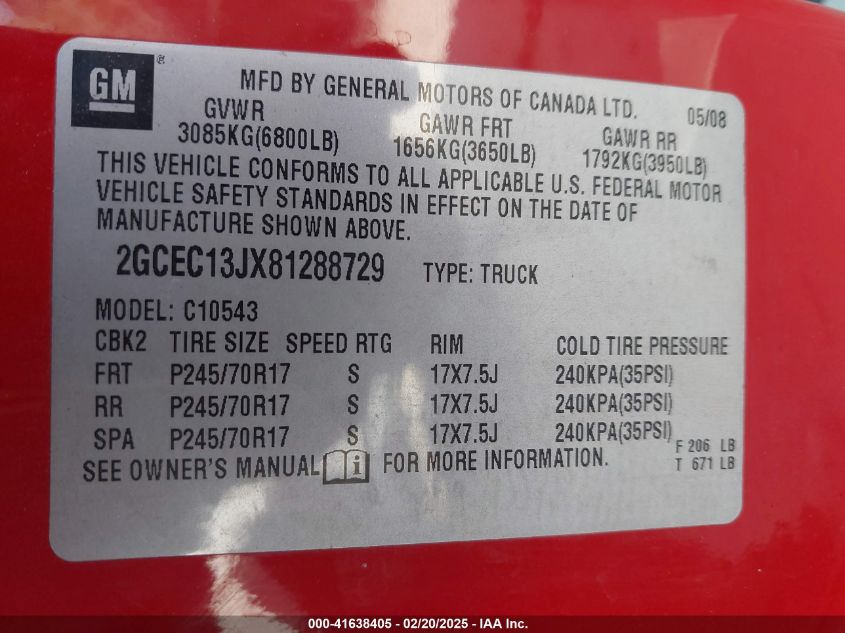 GM®
MFD BY GENERAL MOTORS OF CANADA LTD. 05/08
GVWR GAWR FRT GAWR RR
3085KG(6800LB) 1656KG(3650LB) 1792KG(3950LB)
THIS VEHICLE CONFORMS TO ALL APPLICABLE U.S. FEDERAL MOTOR
VEHICLE SAFETY STANDARDS IN EFFECT ON THE DATE OF
MANUFACTURE SHOWN ABOVE.
2GCEC13JX81288729 TYPE: TRUCK
MODEL: C10543
CBK2 TIRE SIZE SPEED RTG RIM COLD TIRE PRESSURE
FRT P245/70R17 S 17X7.5J 240KPA(35PSI)
RR P245/70R17 S 17X7.5J 240KPA(35PSI)
SPA P245/70R17 S 17X7.5J 240KPA(35PSI)
F 206 LB
SEE OWNER'S MANUAL i FOR MORE INFORMATION. T 671 LB
000-41638405 - 02/20/2025 - IAA Inc.